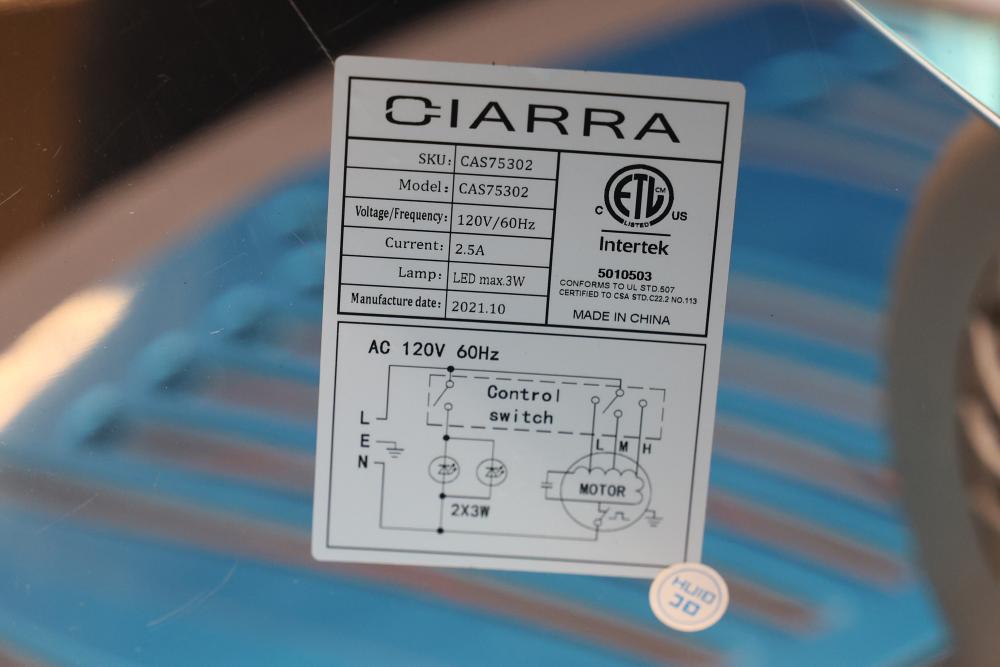 CIARRA
SKU: CAS75302
Model: CAS75302
Voltage/Frequency: 120V/60Hz
Current: 2.5A
Lamp: LED max.3W
Manufacture date: 2021.10
ETL CM
C US
LISTED
Intertek
5010503
CONFORMS TO UL STD.507
CERTIFIED TO CSA STD.C22.2 NO.113
MADE IN CHINA
AC 120V 60Hz
Control
switch
L
E
N
L M H
MOTOR
2X3W